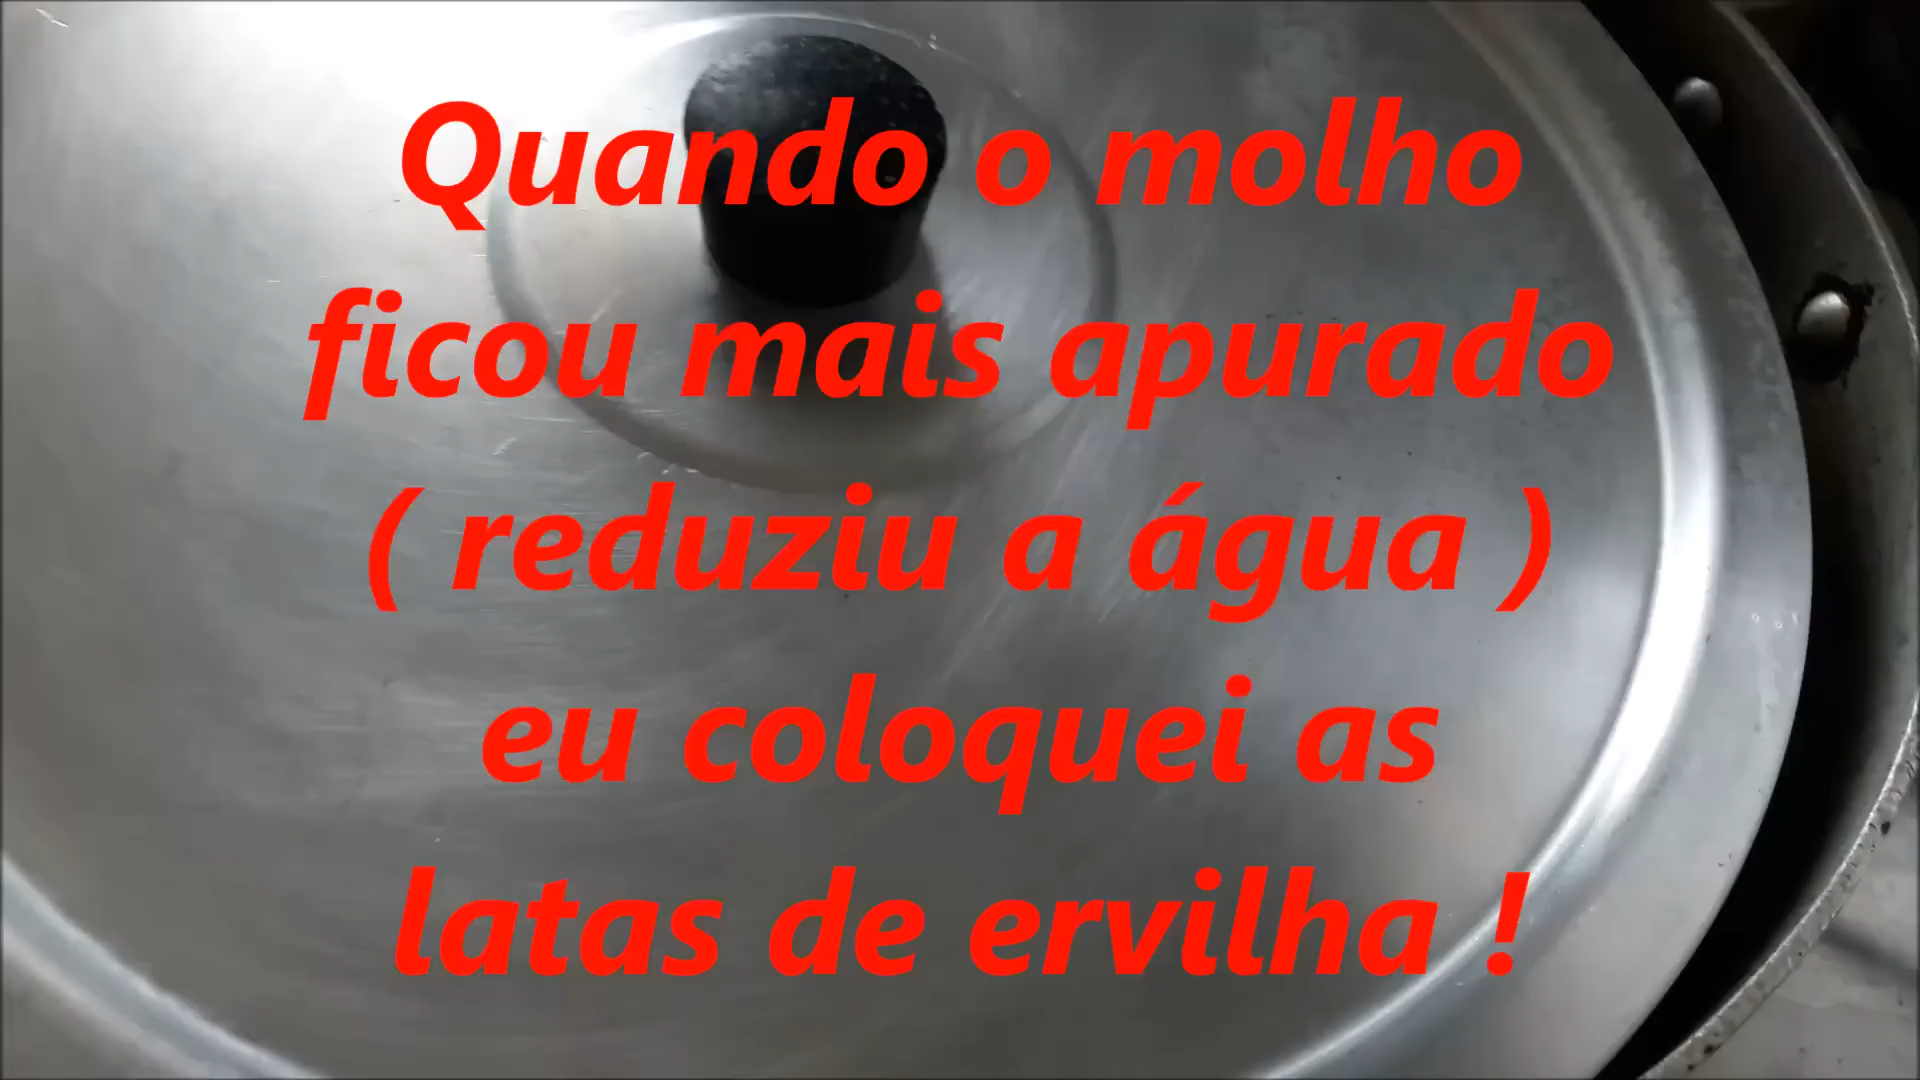 Quando o molho
ficou mais apurado
( reduziu a água )
eu coloquei as
latas de ervilha !